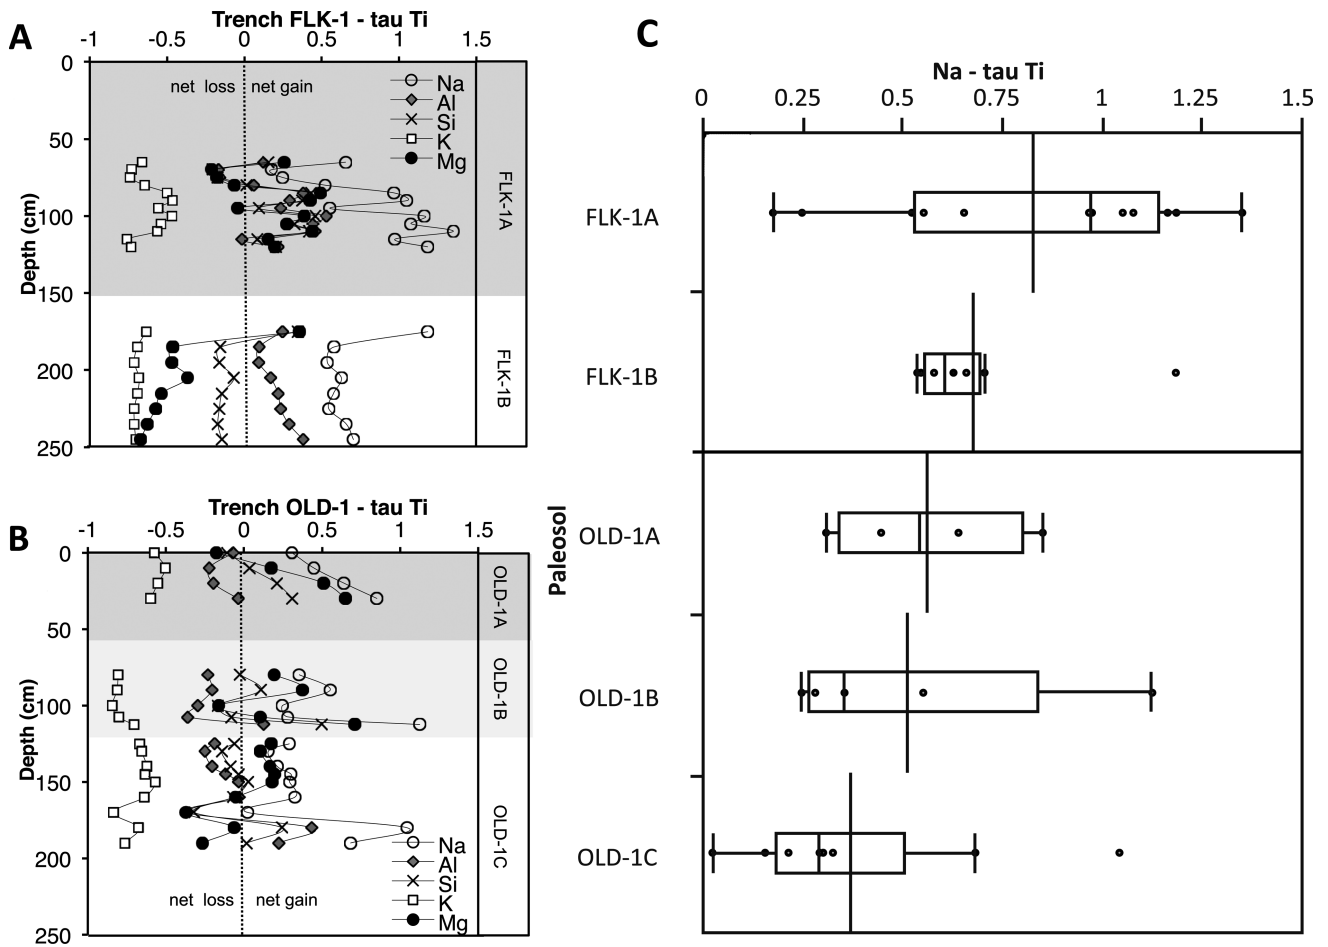 A
Trench FLK-1 - tau Ti
-1 -0.5 0 0.5 1 1.5
0
50
100
150
200
250
Depth (cm)
net loss net gain
Na
Al
Si
K
Mg
FLK-1A
FLK-1B
B
Trench OLD-1 - tau Ti
-1 -0.5 0 0.5 1 1.5
0
50
100
150
200
250
Depth (cm)
OLD-1A
OLD-1B
OLD-1C
Na
Al
Si
K
Mg
net loss net gain
C
Na - tau Ti
0 0.25 0.5 0.75 1 1.25 1.5
Paleosol
FLK-1A
FLK-1B
OLD-1A
OLD-1B
OLD-1C